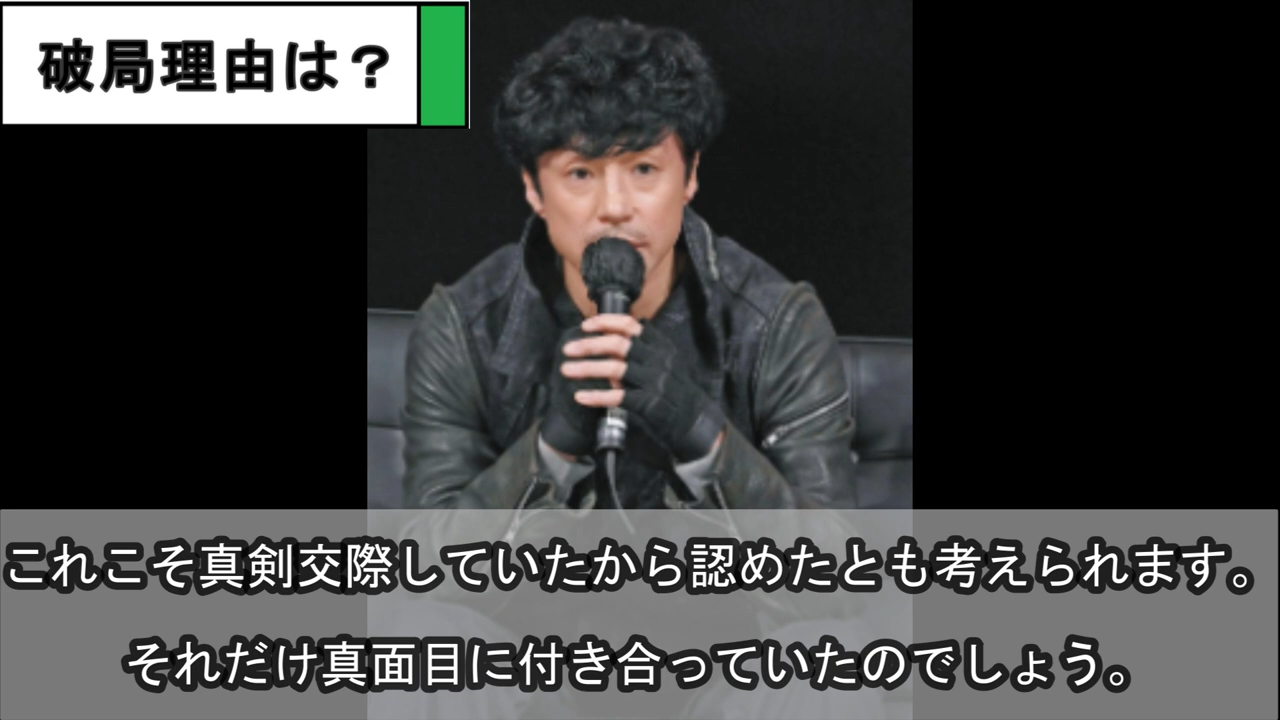 破局理由は？
これこそ真剣交際していたから認めたとも考えられます。
それだけ真面目に付き合っていたのでしょう。